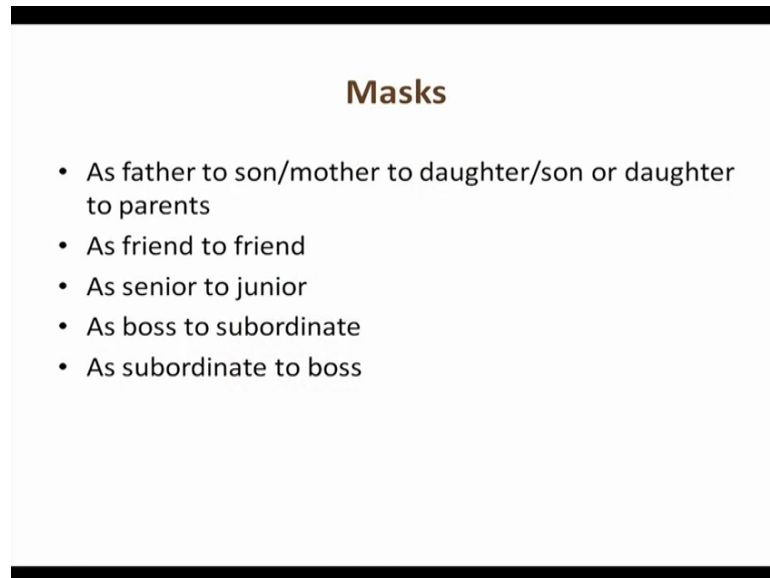 Masks
• As father to son/mother to daughter/son or daughter
to parents
• As friend to friend
• As senior to junior
• As boss to subordinate
• As subordinate to boss